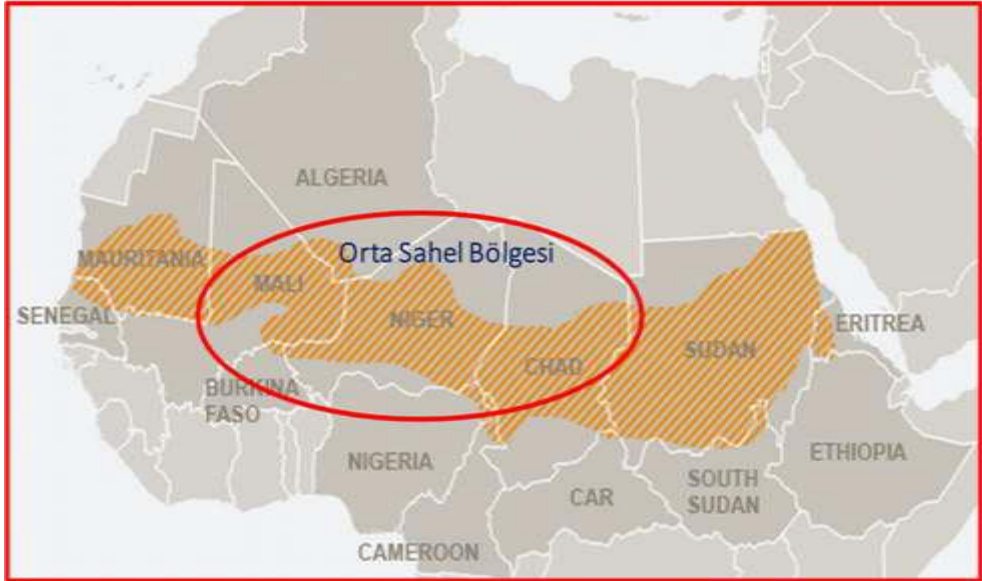 ALGERIA
Orta Sahel Bölgesi
MAURITANIA
MALI
SENEGAL
NIGER
ERITREA
SUDAN
CHAD
BURKINA
FASO
ETHIOPIA
NIGERIA
SOUTH
SUDAN
CAR
CAMEROON